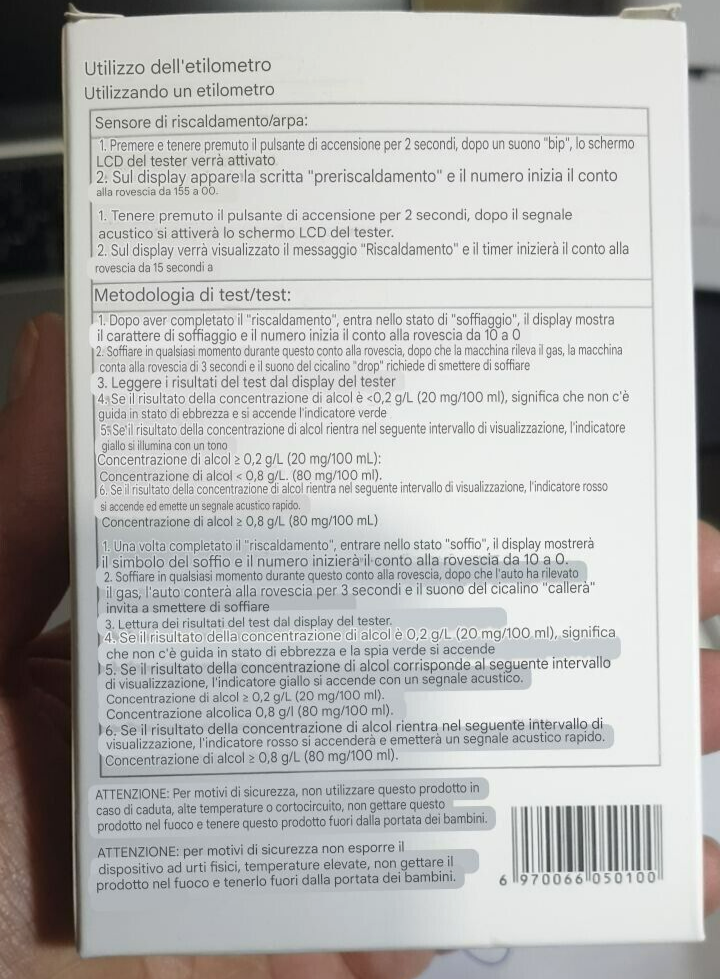 Utilizzo dell'etilometro
Utilizzando un etilometro
Sensore di riscaldamento/arpa:
1. Premere e tenere premuto il pulsante di accensione per 2 secondi, dopo un suono "bip", lo schermo
LCD del tester verrà attivato
2. Sul display appare la scritta "preriscaldamento" e il numero inizia il conto
alla rovescia da 155 a 00.
1. Tenere premuto il pulsante di accensione per 2 secondi, dopo il segnale
acustico si attiverà lo schermo LCD del tester.
2. Sul display verrà visualizzato il messaggio "Riscaldamento" e il timer inizierà il conto alla
rovescia da 15 secondi a
Metodologia di test/test:
1. Dopo aver completato il "riscaldamento", entra nello stato di "soffiaggio", il display mostra
il carattere di soffiaggio e il numero inizia il conto alla rovescia da 10 a 0
2. Soffiare in qualsiasi momento durante questo conto alla rovescia, dopo che la macchina rileva il gas, la macchina
conta alla rovescia di 3 secondi e il suono del cicalino "drop" richiede di smettere di soffiare
3. Leggere i risultati del test dal display del tester
4. Se il risultato della concentrazione di alcol è <0,2 g/L (20 mg/100 ml), significa che non c'è
guida in stato di ebbrezza e si accende l'indicatore verde
5. Se il risultato della concentrazione di alcol rientra nel seguente intervallo di visualizzazione, l'indicatore
giallo si illumina con un tono
Concentrazione di alcol ≥ 0,2 g/L (20 mg/100 mL):
Concentrazione di alcol < 0,8 g/L. (80 mg/100 ml).
6. Se il risultato della concentrazione di alcol rientra nel seguente intervallo di visualizzazione, l'indicatore rosso
si accende ed emette un segnale acustico rapido.
Concentrazione di alcol ≥ 0,8 g/L (80 mg/100 mL)
1. Una volta completato il "riscaldamento", entrare nello stato "soffio", il display mostrerà
il simbolo del soffio e il numero inizierà il conto alla rovescia da 10 a 0.
2. Soffiare in qualsiasi momento durante questo conto alla rovescia, dopo che l'auto ha rilevato
il gas, l'auto conterà alla rovescia per 3 secondi e il suono del cicalino "callerà"
invita a smettere di soffiare
3. Lettura dei risultati del test dal display del tester.
4. Se il risultato della concentrazione di alcol è 0,2 g/L (20 mg/100 ml), significa
che non c'è guida in stato di ebbrezza e la spia verde si accende
5. Se il risultato della concentrazione di alcol corrisponde al seguente intervallo
di visualizzazione, l'indicatore giallo si accende con un segnale acustico.
Concentrazione di alcol ≥ 0,2 g/L (20 mg/100 ml).
Concentrazione alcolica 0,8 g/l (80 mg/100 ml).
6. Se il risultato della concentrazione di alcol rientra nel seguente intervallo di
visualizzazione, l'indicatore rosso si accenderà e emetterà un segnale acustico rapido.
Concentrazione di alcol ≥ 0,8 g/L (80 mg/100 ml).
ATTENZIONE: Per motivi di sicurezza, non utilizzare questo prodotto in
caso di caduta, alte temperature o cortocircuito, non gettare questo
prodotto nel fuoco e tenere questo prodotto fuori dalla portata dei bambini.
ATTENZIONE: per motivi di sicurezza non esporre il
dispositivo ad urti fisici, temperature elevate, non gettare il
prodotto nel fuoco e tenerlo fuori dalla portata dei bambini.
6 970066 050100